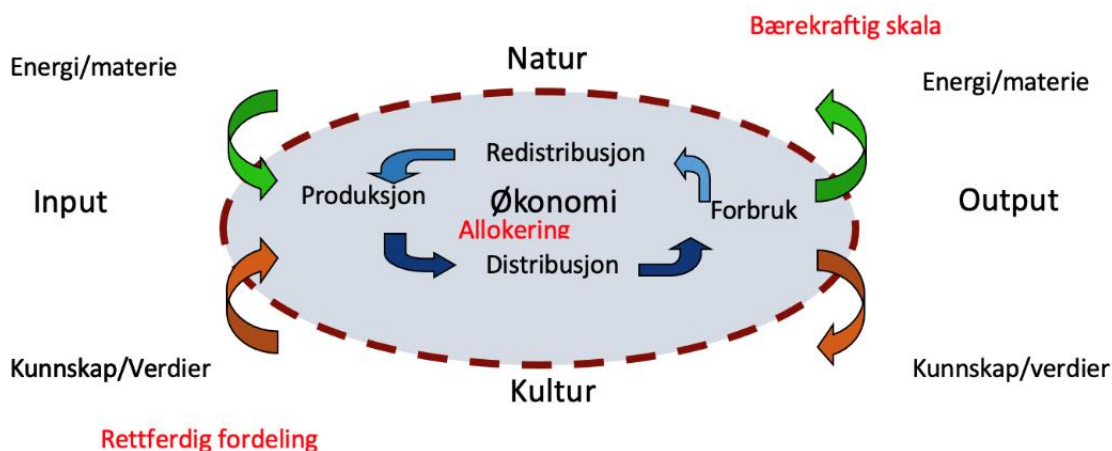 Bærekraftig skala
Natur
Energi/materie
Energi/materie
Redistribusjon
Produksjon
Økonomi
Forbruk
Input
Output
Allokering
Distribusjon
Kunnskap/Verdier
Kultur
Kunnskap/verdier
Rettferdig fordeling